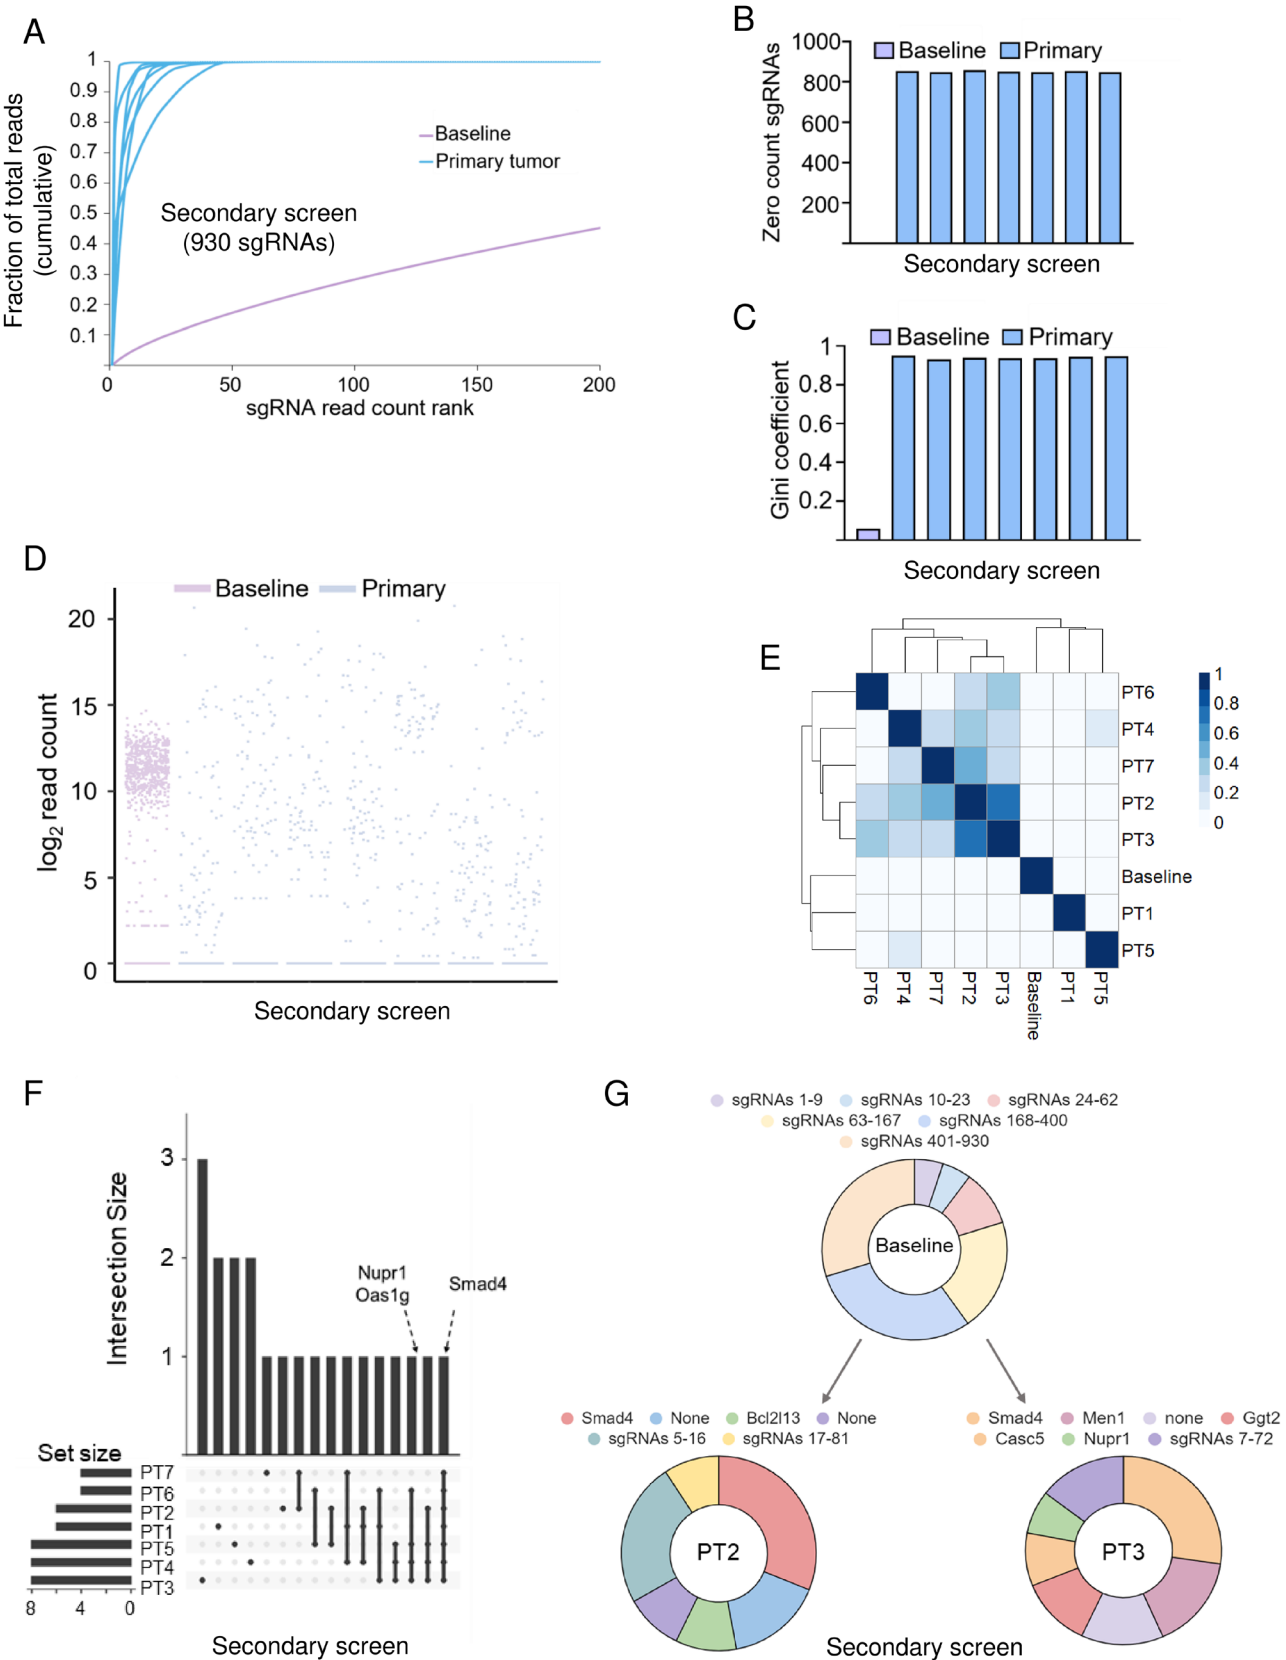 A
1
0.9
0.8
0.7
0.6
0.5
0.4
0.3
0.2
0.1
Fraction of total reads
(cumulative)
Baseline
Primary tumor
Secondary screen
(930 sgRNAs)
0 50 100 150 200
sgRNA read count rank
B
Baseline Primary
1000
800
600
400
200
Zero count sgRNAs
Secondary screen
C
Baseline Primary
1
0.8
0.6
0.4
0.2
Gini coefficient
Secondary screen
D
Baseline Primary
20
15
10
5
0
log2 read count
Secondary screen
E
PT6
PT4
PT7
PT2
PT3
Baseline
PT1
PT5
PT6 PT4 PT7 PT2 PT3 Baseline PT1 PT5
1
0.8
0.6
0.4
0.2
0
F
3
2
1
Intersection Size
Nupr1
Oas1g
Smad4
Set size
PT7
PT6
PT2
PT1
PT5
PT4
PT3
8 4 0
Secondary screen
G
sgRNAs 1-9 sgRNAs 10-23 sgRNAs 24-62
sgRNAs 63-167 sgRNAs 168-400
sgRNAs 401-930
Baseline
Smad4 None Bcl2l13 None
sgRNAs 5-16 sgRNAs 17-81
PT2
Smad4 Men1 none Ggt2
Casc5 Nupr1 sgRNAs 7-72
PT3
Secondary screen